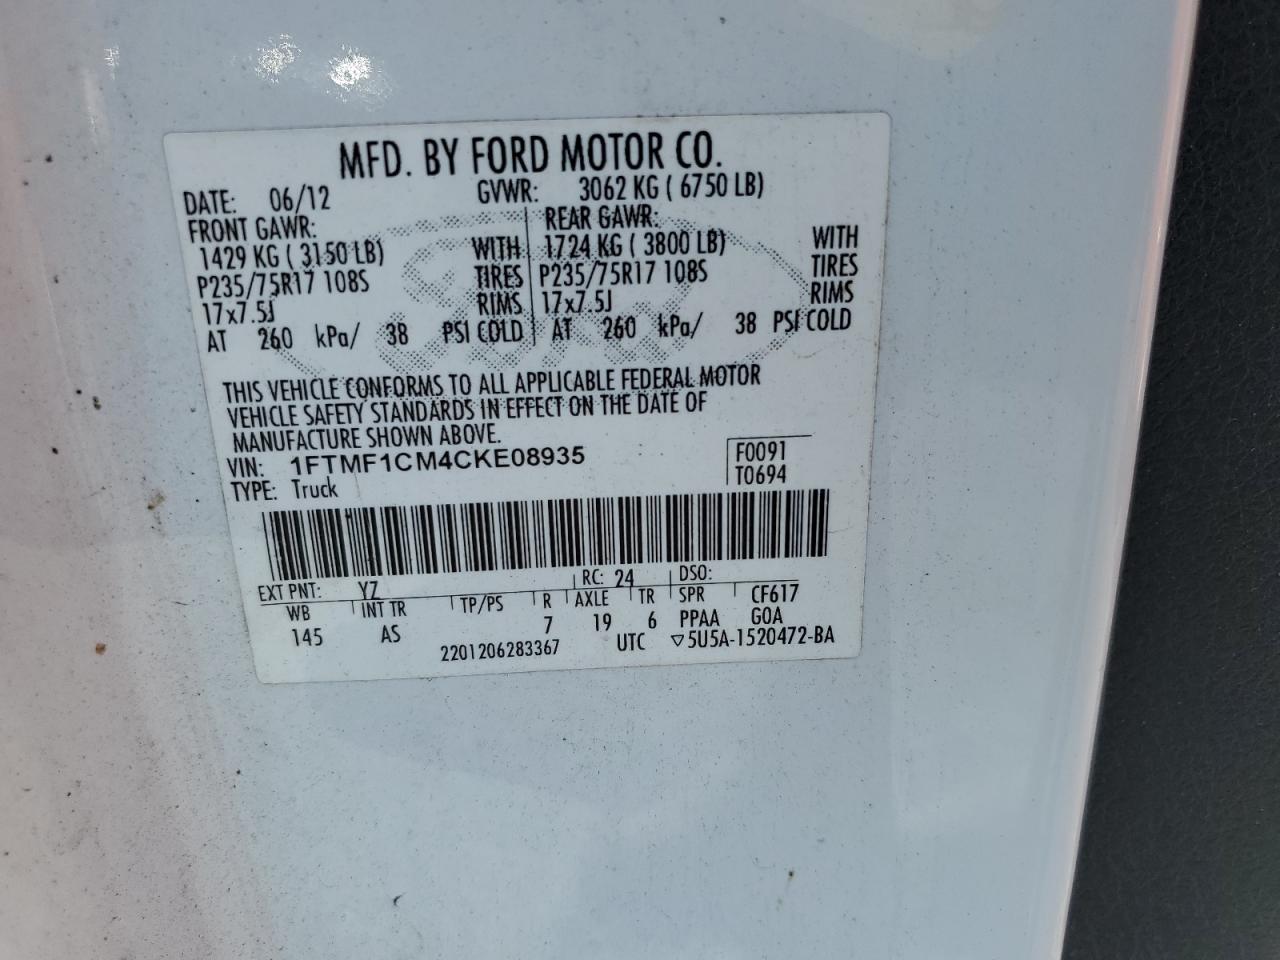 MFD. BY FORD MOTOR CO.
DATE: 06/12 GVWR: 3062 KG ( 6750 LB)
FRONT GAWR: REAR GAWR:
1429 KG ( 3150 LB) WITH 1724 KG ( 3800 LB) WITH
P235/75R17 108S TIRES P235/75R17 108S TIRES
17x7.5J RIMS 17x7.5J RIMS
AT 260 kPa/ 38 PSI COLD AT 260 kPa/ 38 PSI COLD
THIS VEHICLE CONFORMS TO ALL APPLICABLE FEDERAL MOTOR
VEHICLE SAFETY STANDARDS IN EFFECT ON THE DATE OF
MANUFACTURE SHOWN ABOVE.
VIN: 1FTMF1CM4CKE08935 F0091
TYPE: Truck T0694
EXT PNT: YZ RC: 24 DSO:
WB INT TR TP/PS R AXLE TR SPR CF617
145 AS 7 19 6 PPAA GOA
2201206283367 UTC ▽5U5A-1520472-BA